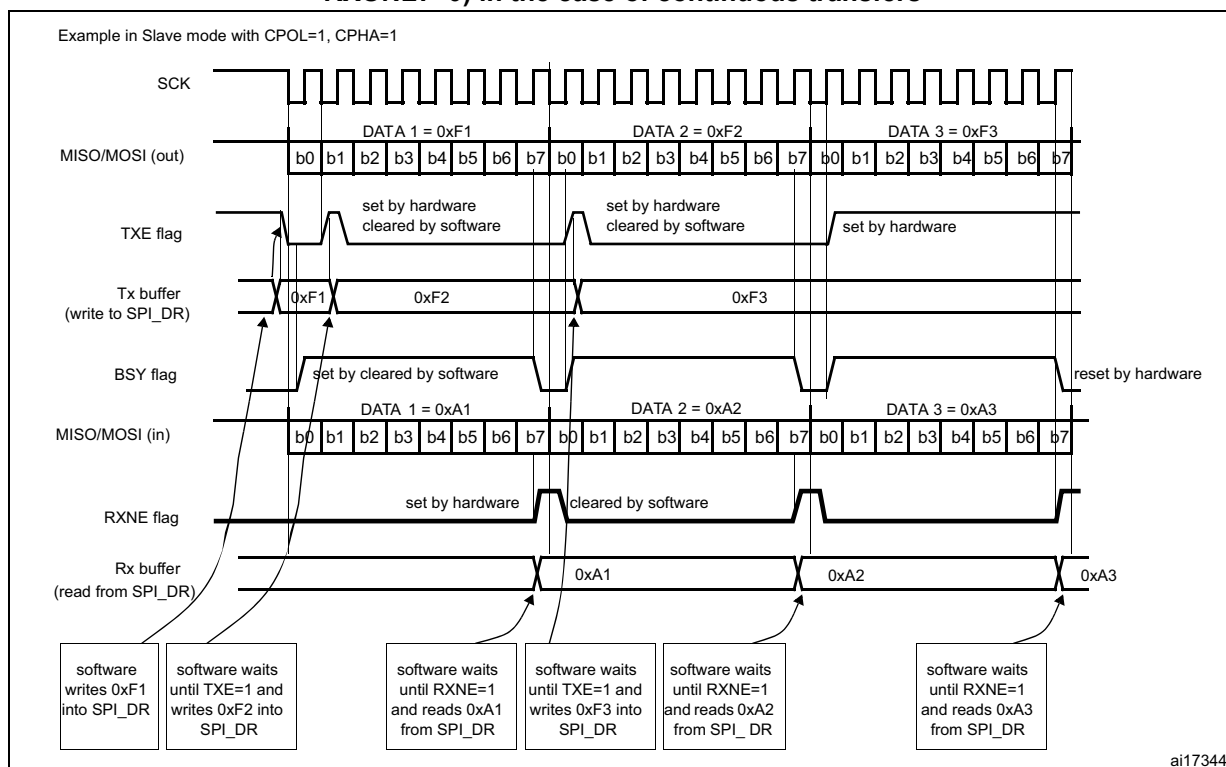 RXONLY=0) in the case of continuous transfers
Example in Slave mode with CPOL=1, CPHA=1
SCK
DATA 1 = 0xF1 DATA 2 = 0xF2 DATA 3 = 0xF3
MISO/MOSI (out)
b0 b1 b2 b3 b4 b5 b6 b7 b0 b1 b2 b3 b4 b5 b6 b7 b0 b1 b2 b3 b4 b5 b6 b7
set by hardware set by hardware
cleared by software cleared by software
set by hardware
TXE flag
Tx buffer
(write to SPI_DR)
0xF1 0xF2 0xF3
BSY flag
set by cleared by software
reset by hardware
DATA 1 = 0xA1 DATA 2 = 0xA2 DATA 3 = 0xA3
MISO/MOSI (in)
b0 b1 b2 b3 b4 b5 b6 b7 b0 b1 b2 b3 b4 b5 b6 b7 b0 b1 b2 b3 b4 b5 b6 b7
set by hardware cleared by software
RXNE flag
Rx buffer
(read from SPI_DR)
0xA1 0xA2 0xA3
software
writes 0xF1
into SPI_DR
software waits
until TXE=1 and
writes 0xF2 into
SPI_DR
software waits
until RXNE=1
and reads 0xA1
from SPI_DR
software waits
until TXE=1 and
writes 0xF3 into
SPI_DR
software waits
until RXNE=1
and reads 0xA2
from SPI_ DR
software waits
until RXNE=1
and reads 0xA3
from SPI_DR
ai17344